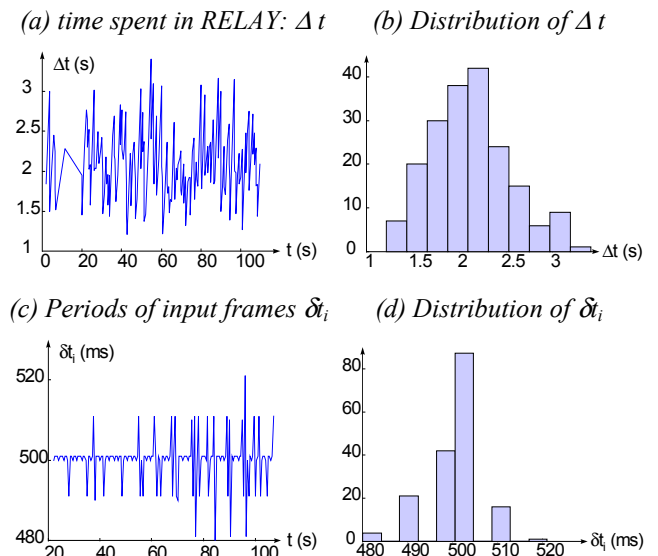 (a) time spent in RELAY: Δ t
(b) Distribution of Δ t
Δt (s)
3
2.5
2
1.5
1
0 20 40 60 80 100
t (s)
40
30
20
10
0
1 1.5 2 2.5 3
Δt (s)
(c) Periods of input frames δtᵢ
(d) Distribution of δtᵢ
δtᵢ (ms)
520
500
480
20 40 60 80 100
t (s)
80
60
40
20
0
480 490 500 510 520
δtᵢ (ms)